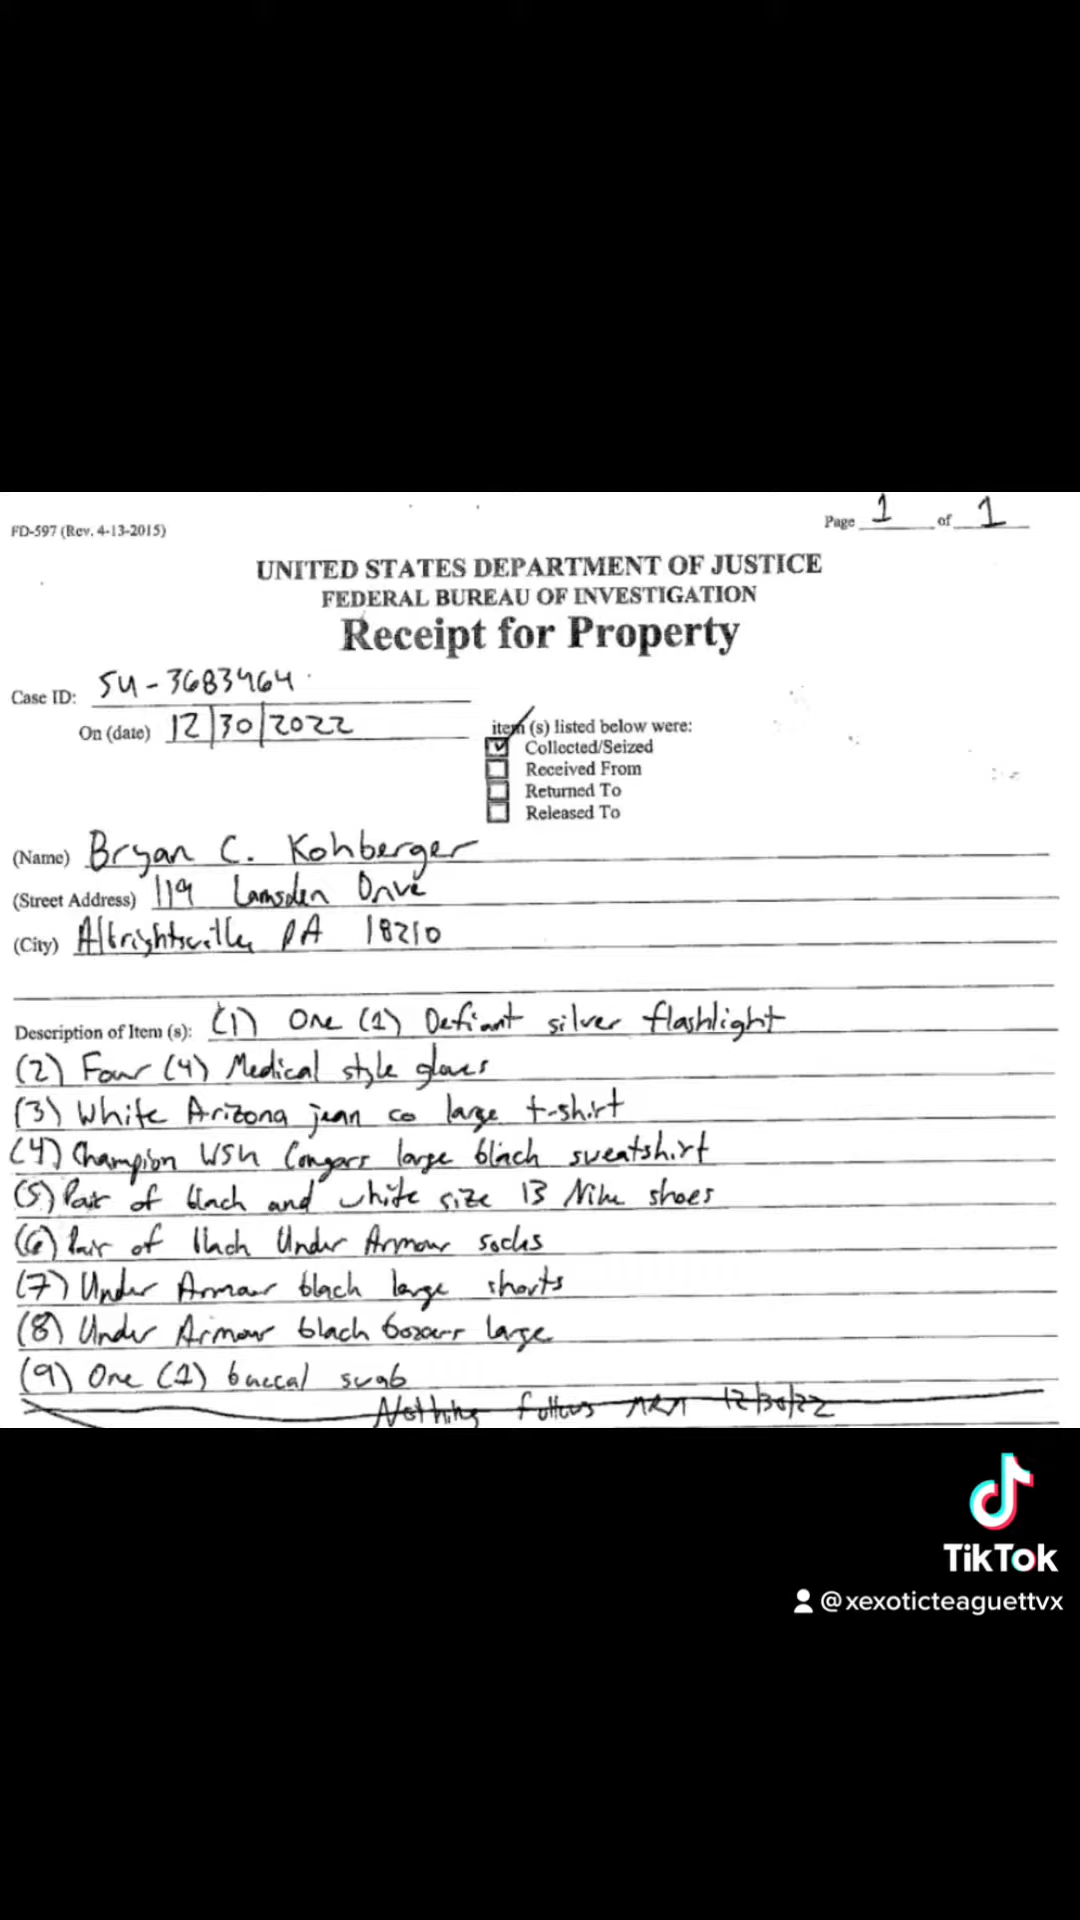 FD-597 (Rev. 4-13-2015)
Page 1 of 1
UNITED STATES DEPARTMENT OF JUSTICE
FEDERAL BUREAU OF INVESTIGATION
Receipt for Property
Case ID: SU-3683464
On (date) 12/30/2022
item (s) listed below were:
Collected/Seized
Received From
Returned To
Released To
(Name) Bryan C. Kohberger
(Street Address) 119 Lamsden Drive
(City) Albrightsville, PA 18210
Description of Item (s): (1) One (1) Defiant silver flashlight
(2) Four (4) Medical style gloves
(3) White Arizona jean co large t-shirt
(4) Champion WSU Cougars large black sweatshirt
(5) Pair of black and white size 13 Nike shoes
(6) Pair of black Under Armour socks
(7) Under Armour black large shorts
(8) Under Armour black boxers large
(9) One (1) buccal swab
Nothing follows 12/30/22
TikTok
@xexoticteaguettvx